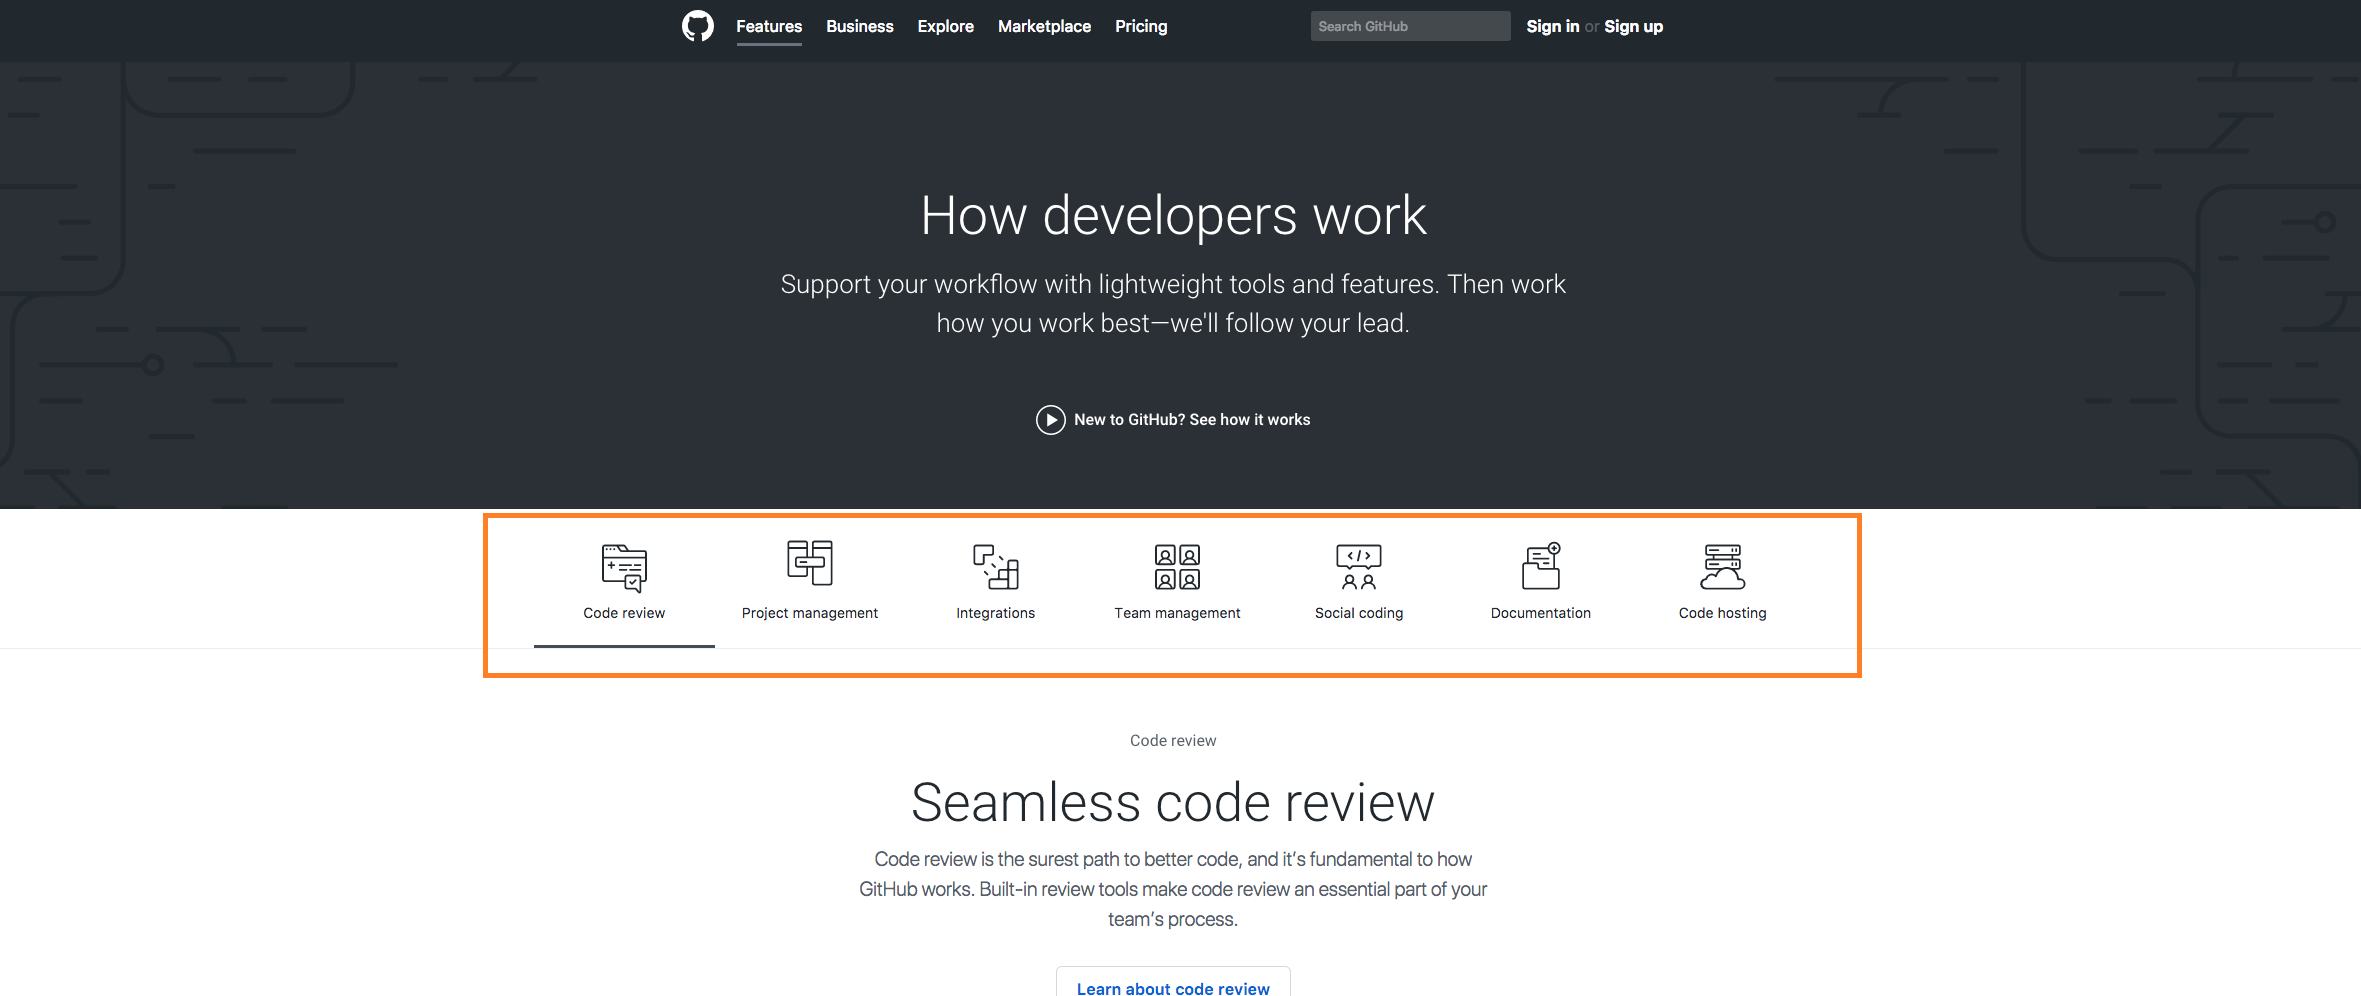 Features Business Explore Marketplace Pricing Search GitHub Sign in or Sign up
How developers work
Support your workflow with lightweight tools and features. Then work
how you work best—we'll follow your lead.
New to GitHub? See how it works
Code review Project management Integrations Team management Social coding Documentation Code hosting
Code review
Seamless code review
Code review is the surest path to better code, and it’s fundamental to how
GitHub works. Built-in review tools make code review an essential part of your
team’s process.
Learn about code review